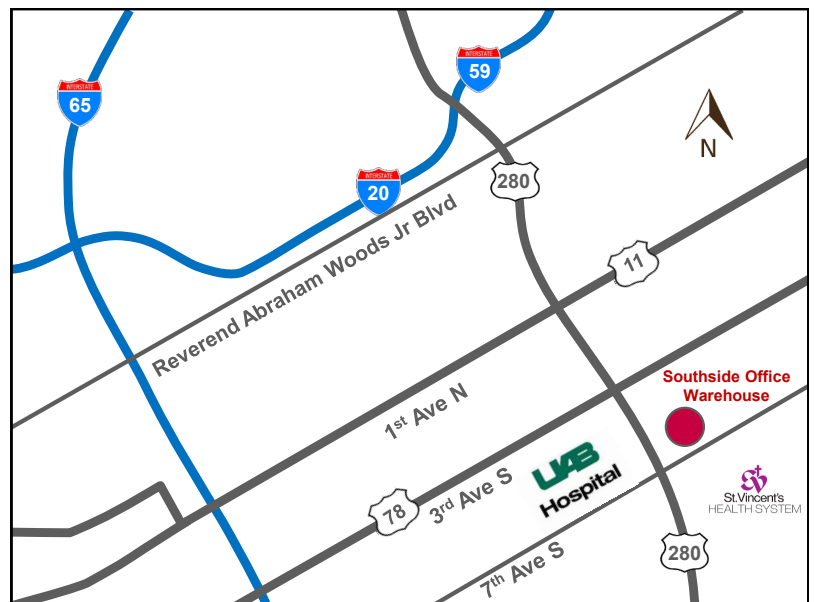 INTERSTATE
59
INTERSTATE
65
N
INTERSTATE
20
280
Reverend Abraham Woods Jr Blvd
11
Southside Office
Warehouse
1st Ave N
UAB
Hospital
3rd Ave S
78
St.Vincent's
HEALTH SYSTEM
280
7th Ave S